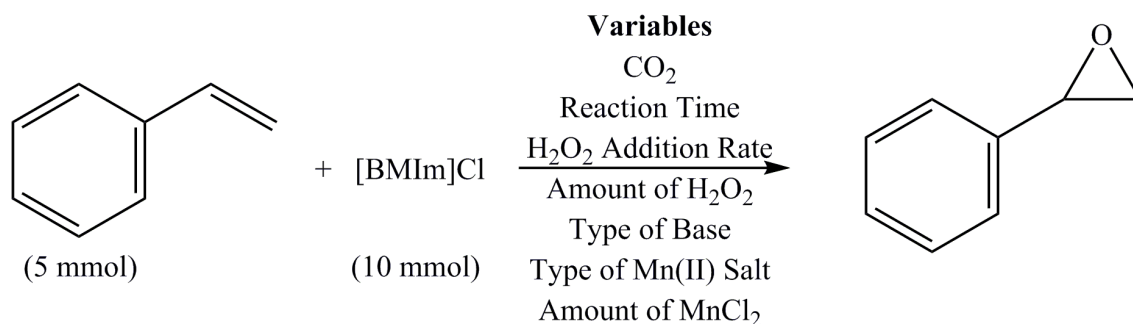 Variables
CO₂
Reaction Time
H₂O₂ Addition Rate
+ [BMIm]Cl
Amount of H₂O₂
Type of Base
(5 mmol) (10 mmol) Type of Mn(II) Salt
Amount of MnCl₂
O